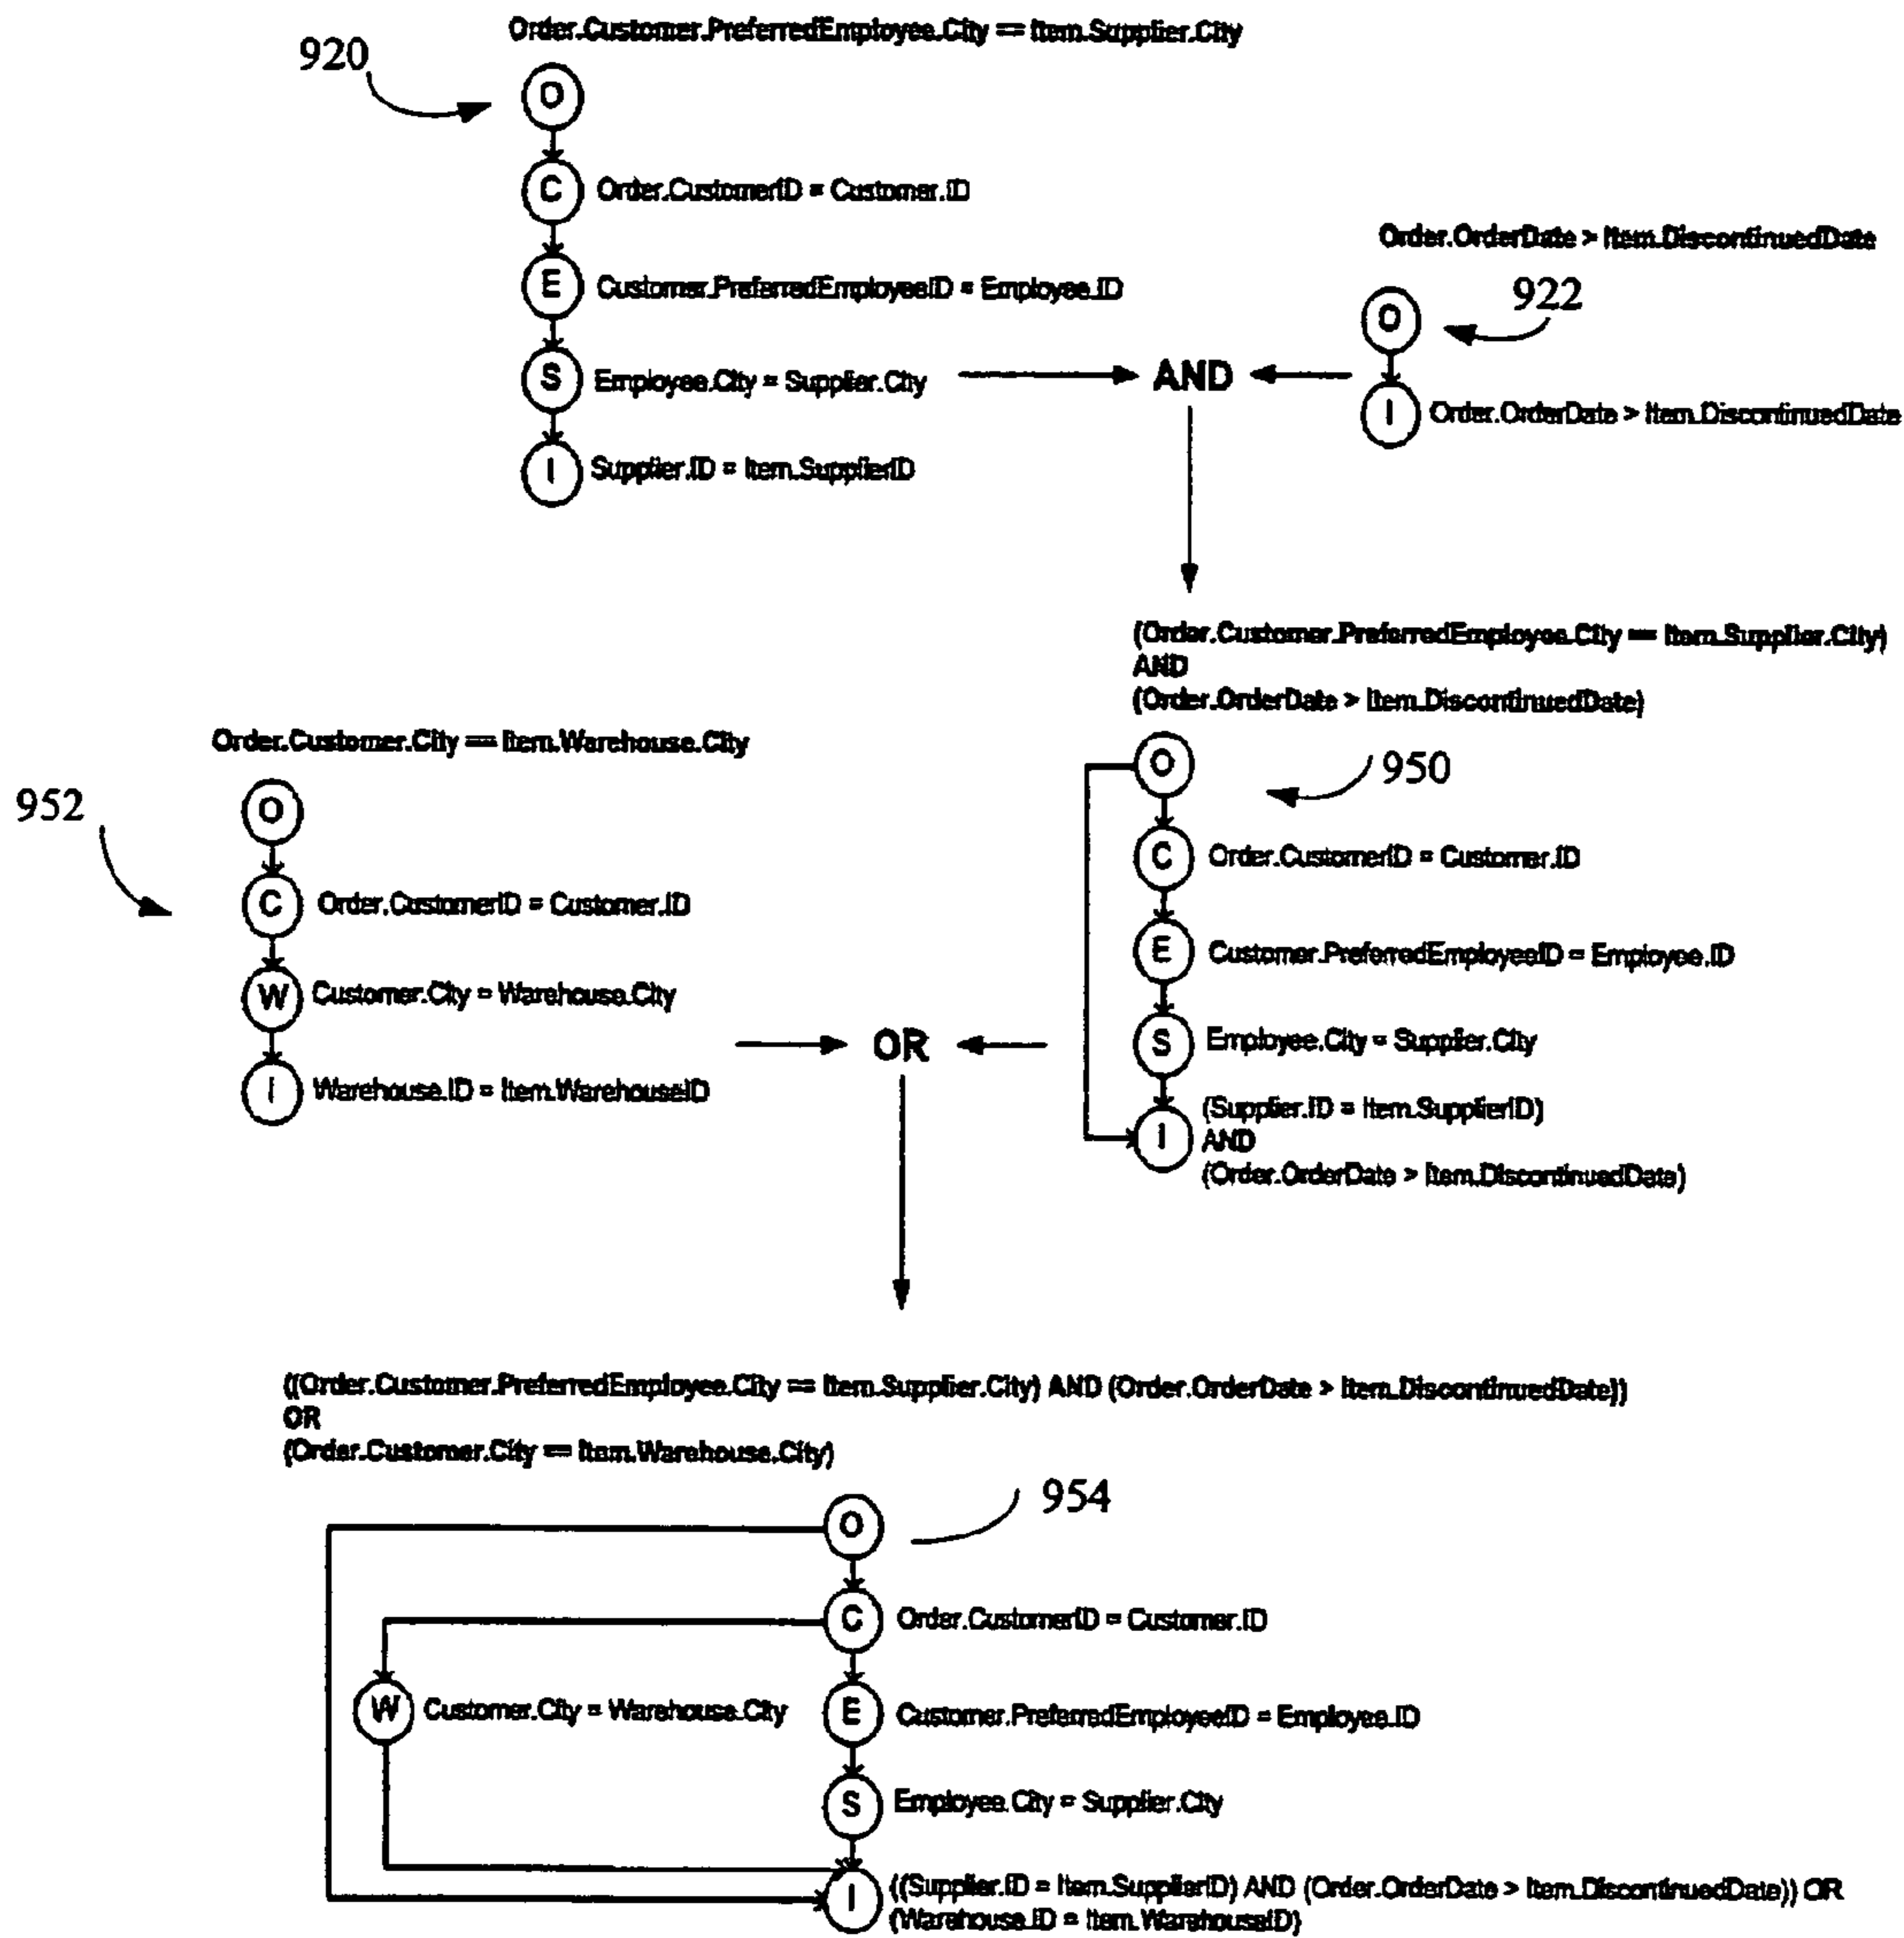 Order.Customer.PreferredEmployee.City == Item.Supplier.City
920
O
C Order.CustomerID = Customer.ID
E Customer.PreferredEmployeeID = Employee.ID
S Employee.City = Supplier.City
I Supplier.ID = Item.SupplierID
Order.OrderDate > Item.DiscontinuedDate
922
O
I Order.OrderDate > Item.DiscontinuedDate
AND
(Order.Customer.PreferredEmployee.City == Item.Supplier.City)
AND
(Order.OrderDate > Item.DiscontinuedDate)
950
O
C Order.CustomerID = Customer.ID
E Customer.PreferredEmployeeID = Employee.ID
S Employee.City = Supplier.City
I (Supplier.ID = Item.SupplierID)
AND
(Order.OrderDate > Item.DiscontinuedDate)
Order.Customer.City == Item.Warehouse.City
952
O
C Order.CustomerID = Customer.ID
W Customer.City = Warehouse.City
I Warehouse.ID = Item.WarehouseID
OR
((Order.Customer.PreferredEmployee.City == Item.Supplier.City) AND (Order.OrderDate > Item.DiscontinuedDate))
OR
(Order.Customer.City == Item.Warehouse.City)
954
O
C Order.CustomerID = Customer.ID
W Customer.City = Warehouse.City
E Customer.PreferredEmployeeID = Employee.ID
S Employee.City = Supplier.City
I ((Supplier.ID = Item.SupplierID) AND (Order.OrderDate > Item.DiscontinuedDate)) OR
(Warehouse.ID = Item.WarehouseID)